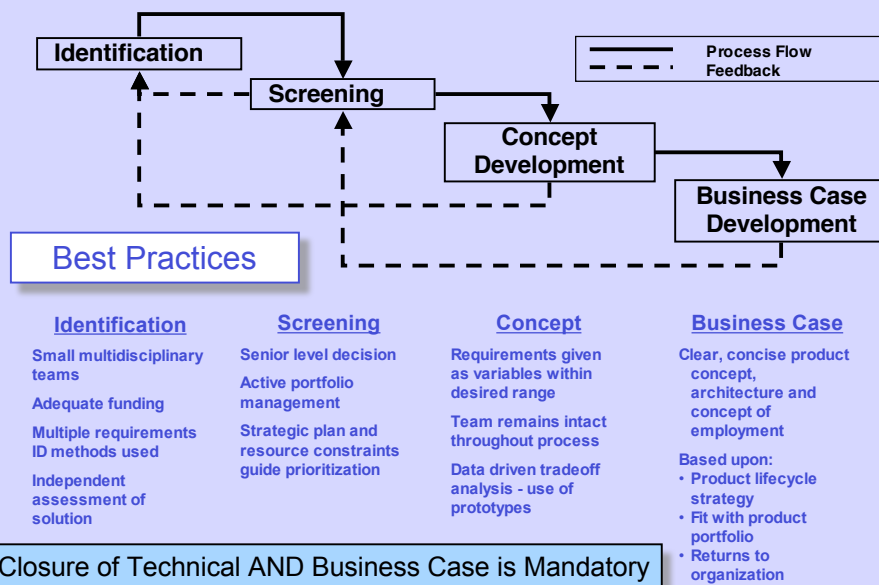 Identification
Process Flow
Feedback
Screening
Concept
Development
Business Case
Development
Best Practices
Identification
Small multidisciplinary
teams
Adequate funding
Multiple requirements
ID methods used
Independent
assessment of
solution
Screening
Senior level decision
Active portfolio
management
Strategic plan and
resource constraints
guide prioritization
Concept
Requirements given
as variables within
desired range
Team remains intact
throughout process
Data driven tradeoff
analysis - use of
prototypes
Business Case
Clear, concise product
concept,
architecture and
concept of
employment
Based upon:
• Product lifecycle
strategy
• Fit with product
portfolio
• Returns to
organization
Closure of Technical AND Business Case is Mandatory